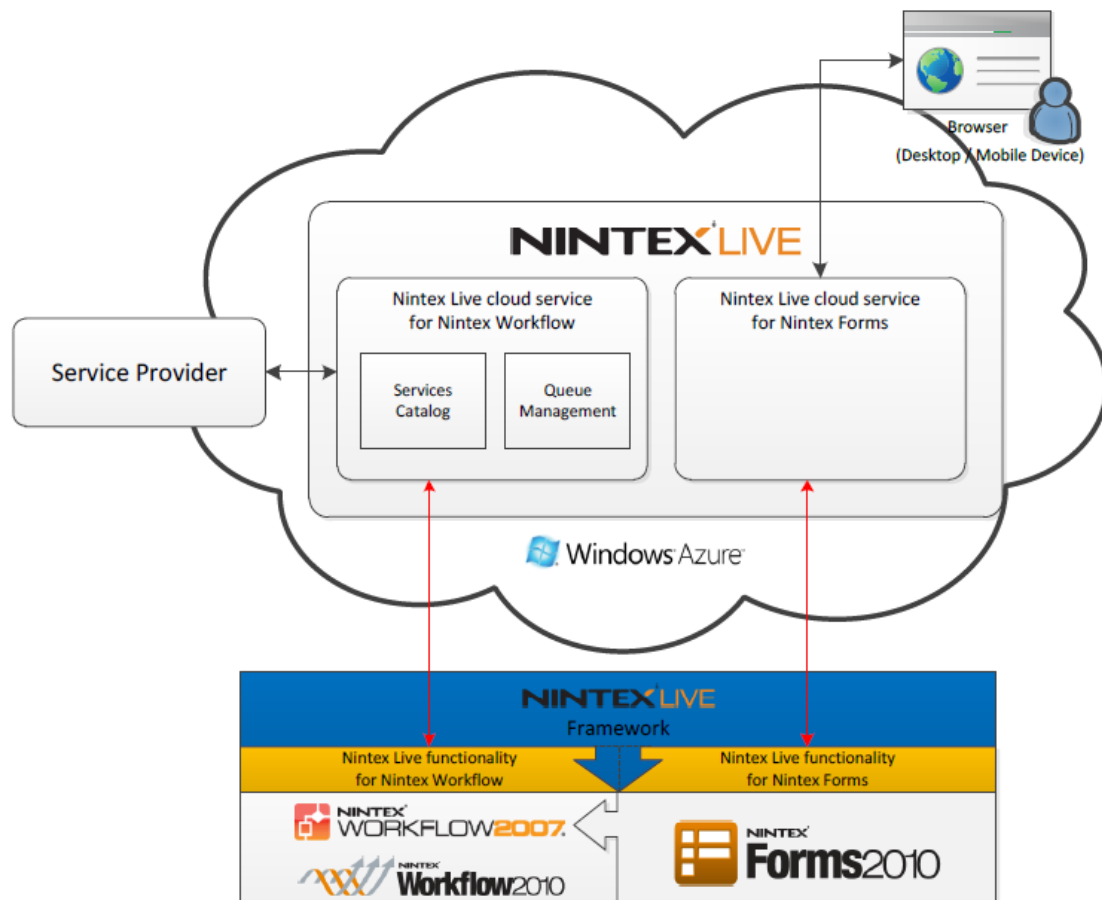 Browser
(Desktop / Mobile Device)
NINTEX LIVE
Nintex Live cloud service
for Nintex Workflow
Nintex Live cloud service
for Nintex Forms
Service Provider
Services
Catalog
Queue
Management
Windows Azure
NINTEX LIVE
Framework
Nintex Live functionality
for Nintex Workflow
Nintex Live functionality
for Nintex Forms
NINTEX
WORKFLOW2007
NINTEX
Workflow2010
NINTEX
Forms2010